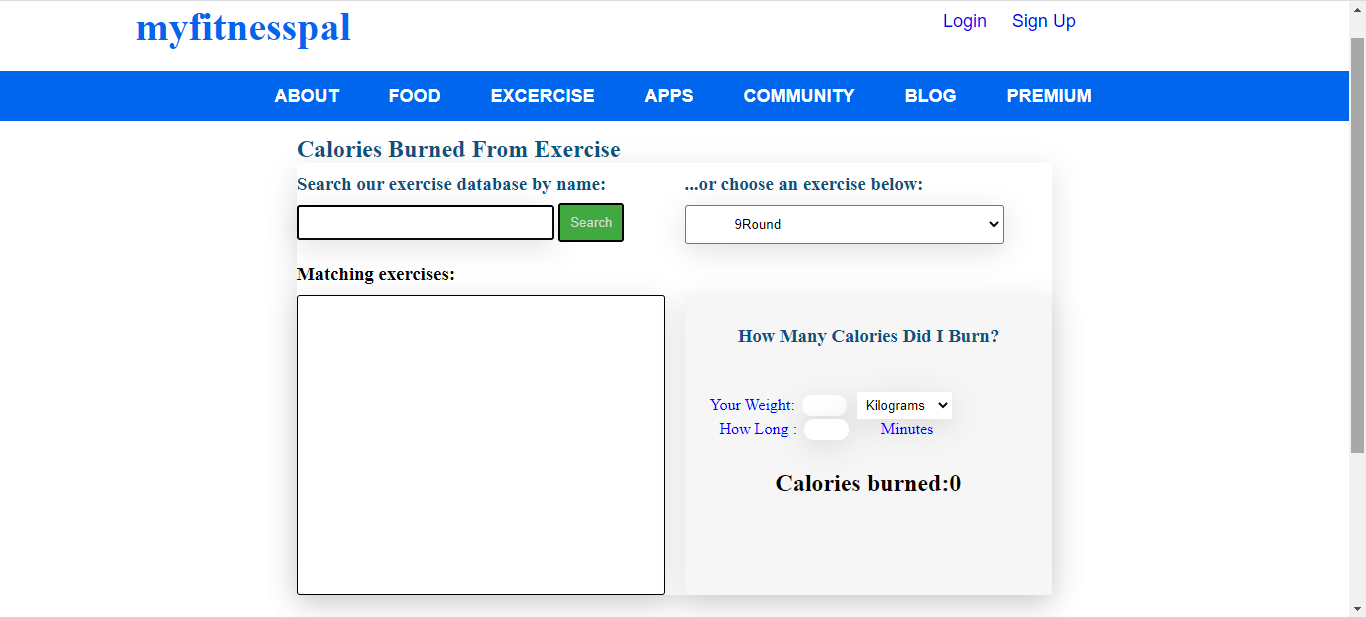 myfitnesspal
Login Sign Up
ABOUT FOOD EXCERCISE APPS COMMUNITY BLOG PREMIUM
Calories Burned From Exercise
Search our exercise database by name:
Search
...or choose an exercise below:
9Round
Matching exercises:
How Many Calories Did I Burn?
Your Weight: Kilograms
How Long : Minutes
Calories burned:0